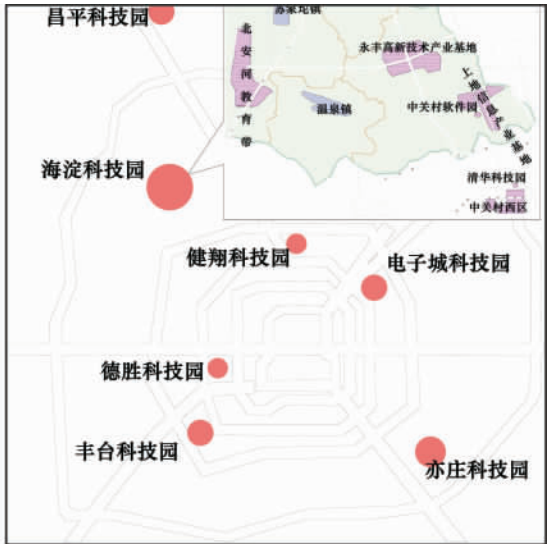 昌平科技园
苏家坨镇
北安河教育带
永丰高新技术产业基地
上地信息产业基地
温泉镇
中关村软件园
海淀科技园
清华科技园
中关村西区
健翔科技园
电子城科技园
德胜科技园
丰台科技园
亦庄科技园